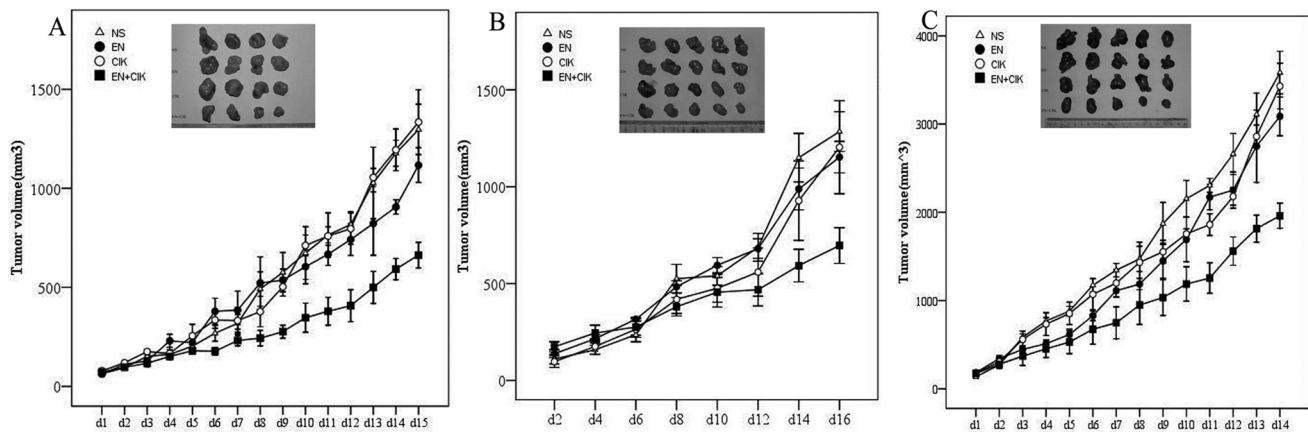 A
NS
EN
CIK
EN+CIK
1500
1000
500
0
Tumor volume(mm3)
d1 d2 d3 d4 d5 d6 d7 d8 d9 d10 d11 d12 d13 d14 d15
B
NS
EN
CIK
EN+CIK
1500
1000
500
0
Tumor volume(mm3)
d2 d4 d6 d8 d10 d12 d14 d16
C
NS
EN
CIK
EN+CIK
4000
3000
2000
1000
0
Tumor volume(mm^3)
d1 d2 d3 d4 d5 d6 d7 d8 d9 d10 d11 d12 d13 d14